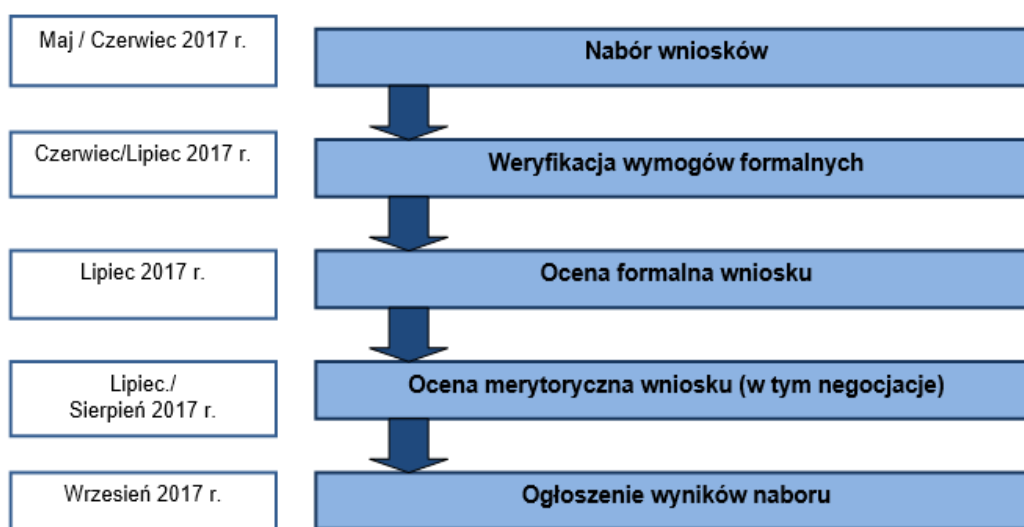 Maj / Czerwiec 2017 r.
Nabór wniosków
Czerwiec/Lipiec 2017 r.
Weryfikacja wymogów formalnych
Lipiec 2017 r.
Ocena formalna wniosku
Lipiec./
Sierpień 2017 r.
Ocena merytoryczna wniosku (w tym negocjacje)
Wrzesień 2017 r.
Ogłoszenie wyników naboru